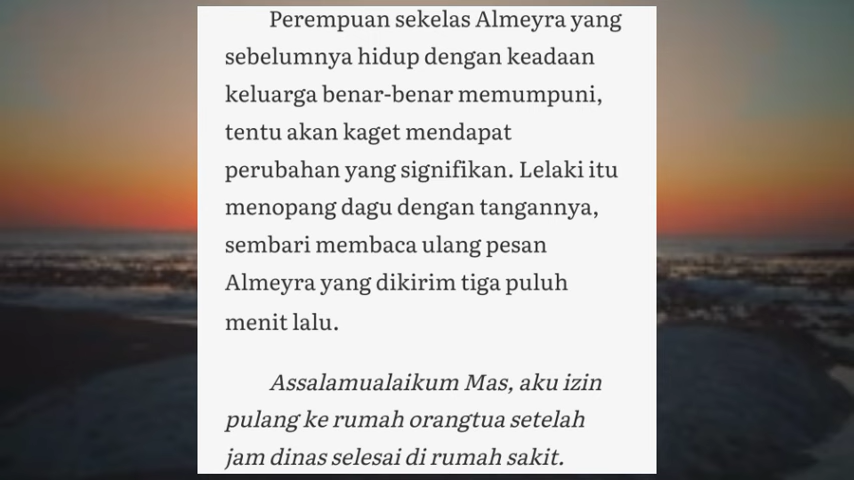 Perempuan sekelas Almeyra yang
sebelumnya hidup dengan keadaan
keluarga benar-benar memumpuni,
tentu akan kaget mendapat
perubahan yang signifikan. Lelaki itu
menopang dagu dengan tangannya,
sembari membaca ulang pesan
Almeyra yang dikirim tiga puluh
menit lalu.
Assalamualaikum Mas, aku izin
pulang ke rumah orangtua setelah
jam dinas selesai di rumah sakit.